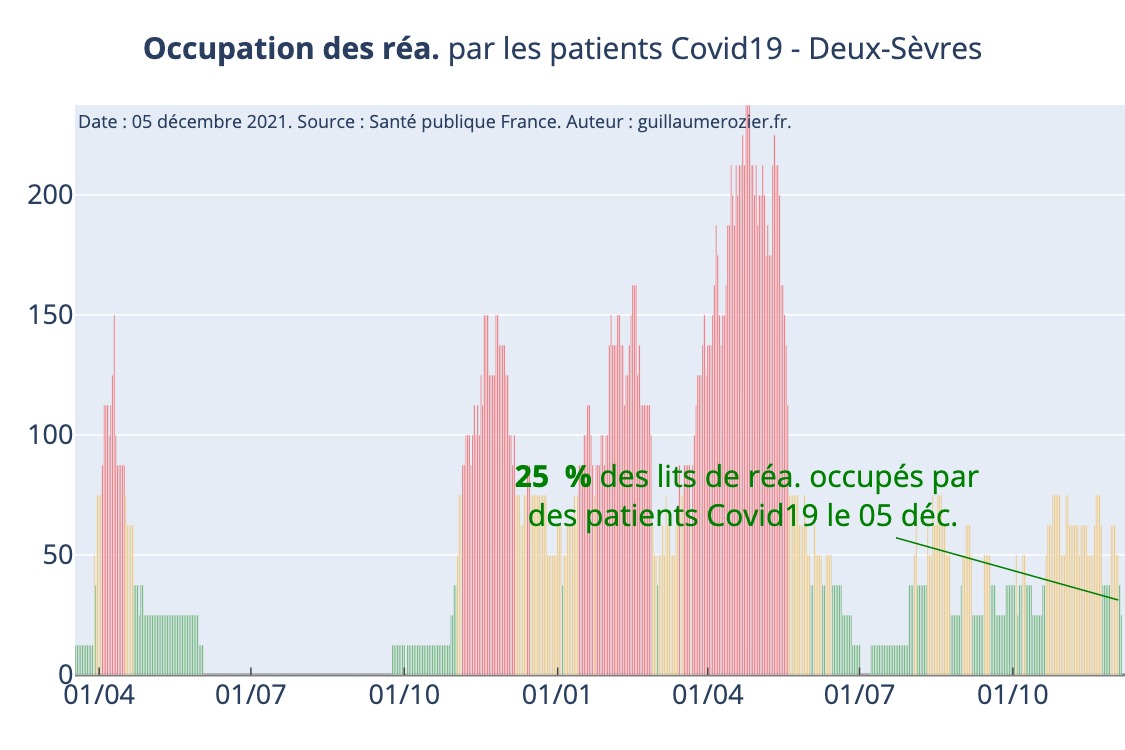 Occupation des réa. par les patients Covid19 - Deux-Sèvres
Date : 05 décembre 2021. Source : Santé publique France. Auteur : guillaumerozier.fr.
200
150
100
50
0
25 % des lits de réa. occupés par
des patients Covid19 le 05 déc.
01/04 01/07 01/10 01/01 01/04 01/07 01/10